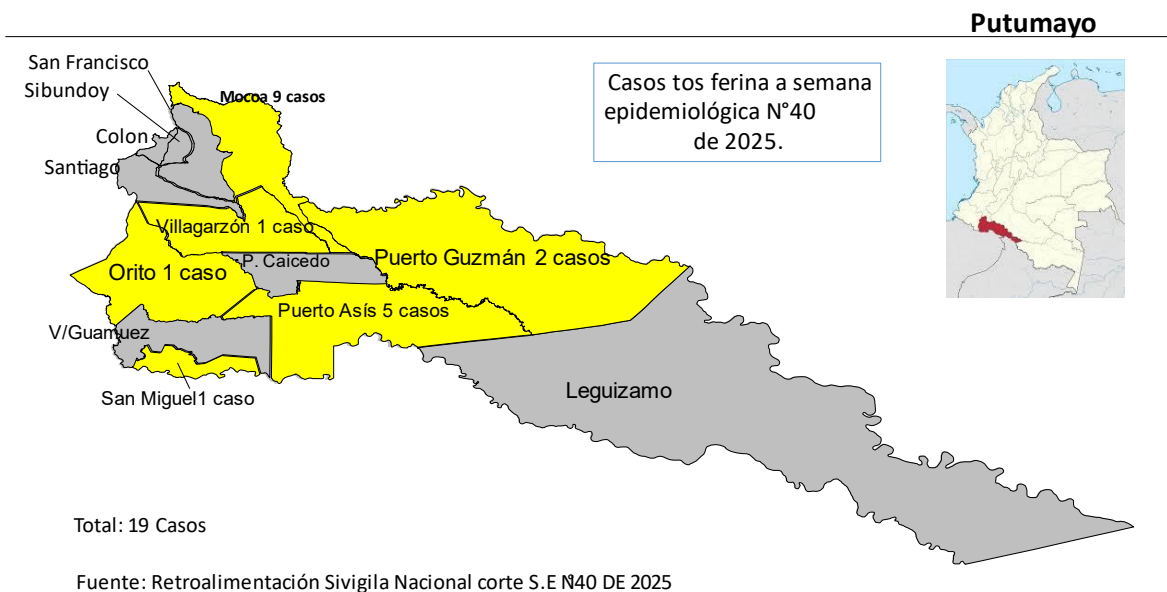 Putumayo
San Francisco
Sibundoy
Colon
Santiago
Mocoa 9 casos
Casos tos ferina a semana
epidemiológica N°40
de 2025.
Villagarzón 1 caso
P. Caicedo
Puerto Guzmán 2 casos
Orito 1 caso
Puerto Asís 5 casos
V/Guamuez
San Miguel1 caso
Leguizamo
Total: 19 Casos
Fuente: Retroalimentación Sivigila Nacional corte S.E N°40 DE 2025